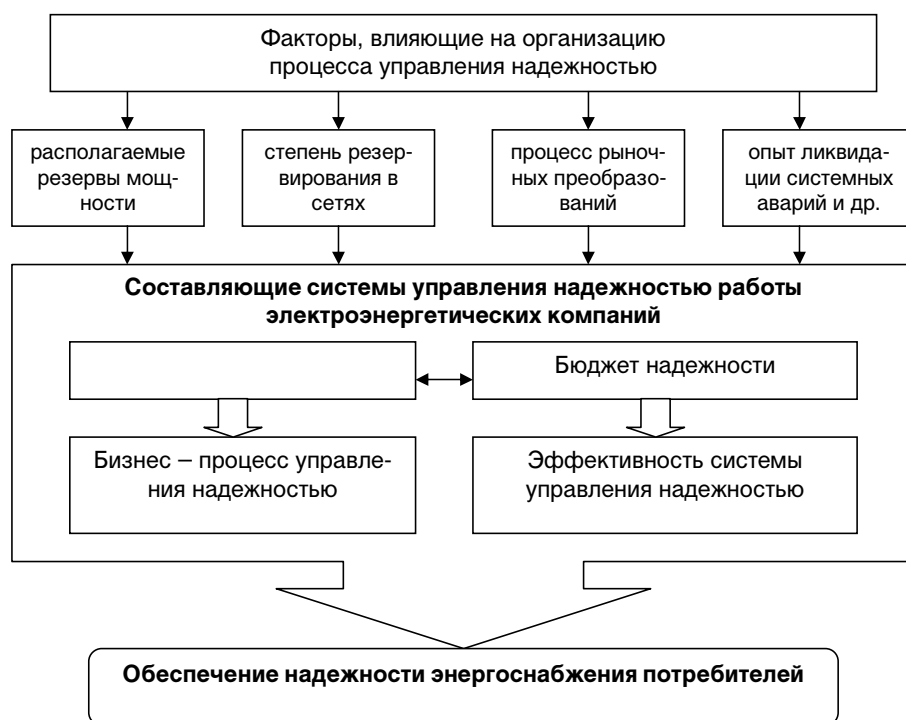 Факторы, влияющие на организацию
процесса управления надежностью
располагаемые
резервы мощ-
ности
степень резер-
вирования в
сетях
процесс рыноч-
ных преобразо-
ваний
опыт ликвида-
ции системных
аварий и др.
Составляющие системы управления надежностью работы
электроэнергетических компаний
Бюджет надежности
Бизнес – процесс управле-
ния надежностью
Эффективность системы
управления надежностью
Обеспечение надежности энергоснабжения потребителей